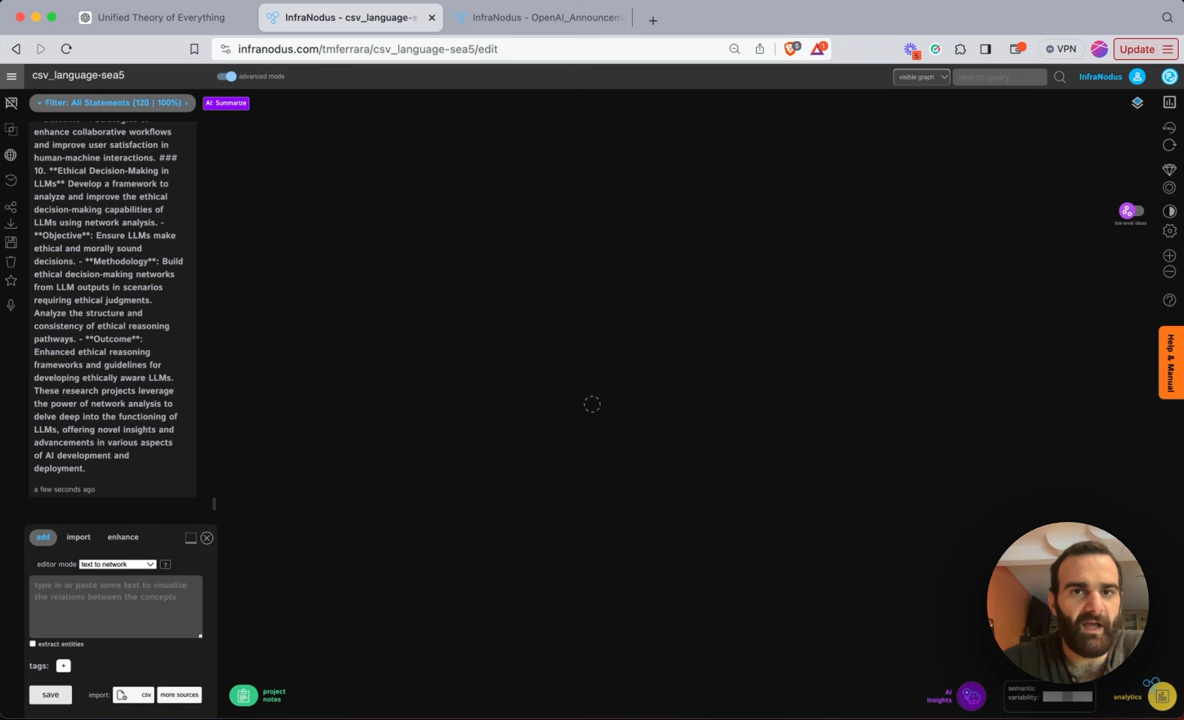 Unified Theory of Everything
InfraNodus - csv_language-s
InfraNodus - OpenAI_Announcem
infranodus.com/tmferrara/csv_language-sea5/edit
VPN
Update
csv_language-sea5
advanced mode
visible graph
search query
InfraNodus
Filter: All Statements (120 | 100%)
AI: Summarize
enhance collaborative workflows
and improve user satisfaction in
human-machine interactions. ###
10. **Ethical Decision-Making in
LLMs** Develop a framework to
analyze and improve the ethical
decision-making capabilities of
LLMs using network analysis. -
**Objective**: Ensure LLMs make
ethical and morally sound
decisions. - **Methodology**: Build
ethical decision-making networks
from LLM outputs in scenarios
requiring ethical judgments.
Analyze the structure and
consistency of ethical reasoning
pathways. - **Outcome**:
Enhanced ethical reasoning
frameworks and guidelines for
developing ethically aware LLMs.
These research projects leverage
the power of network analysis to
delve deep into the functioning of
LLMs, offering novel insights and
advancements in various aspects
of AI development and
deployment.
a few seconds ago
low-level ideas
Help & Manual
add import enhance
editor mode text to network ?
type in or paste some text to visualize
the relations between the concepts
extract entities
tags: +
save import: csv more sources
project
notes
AI
insights
semantic
variability:
analytics